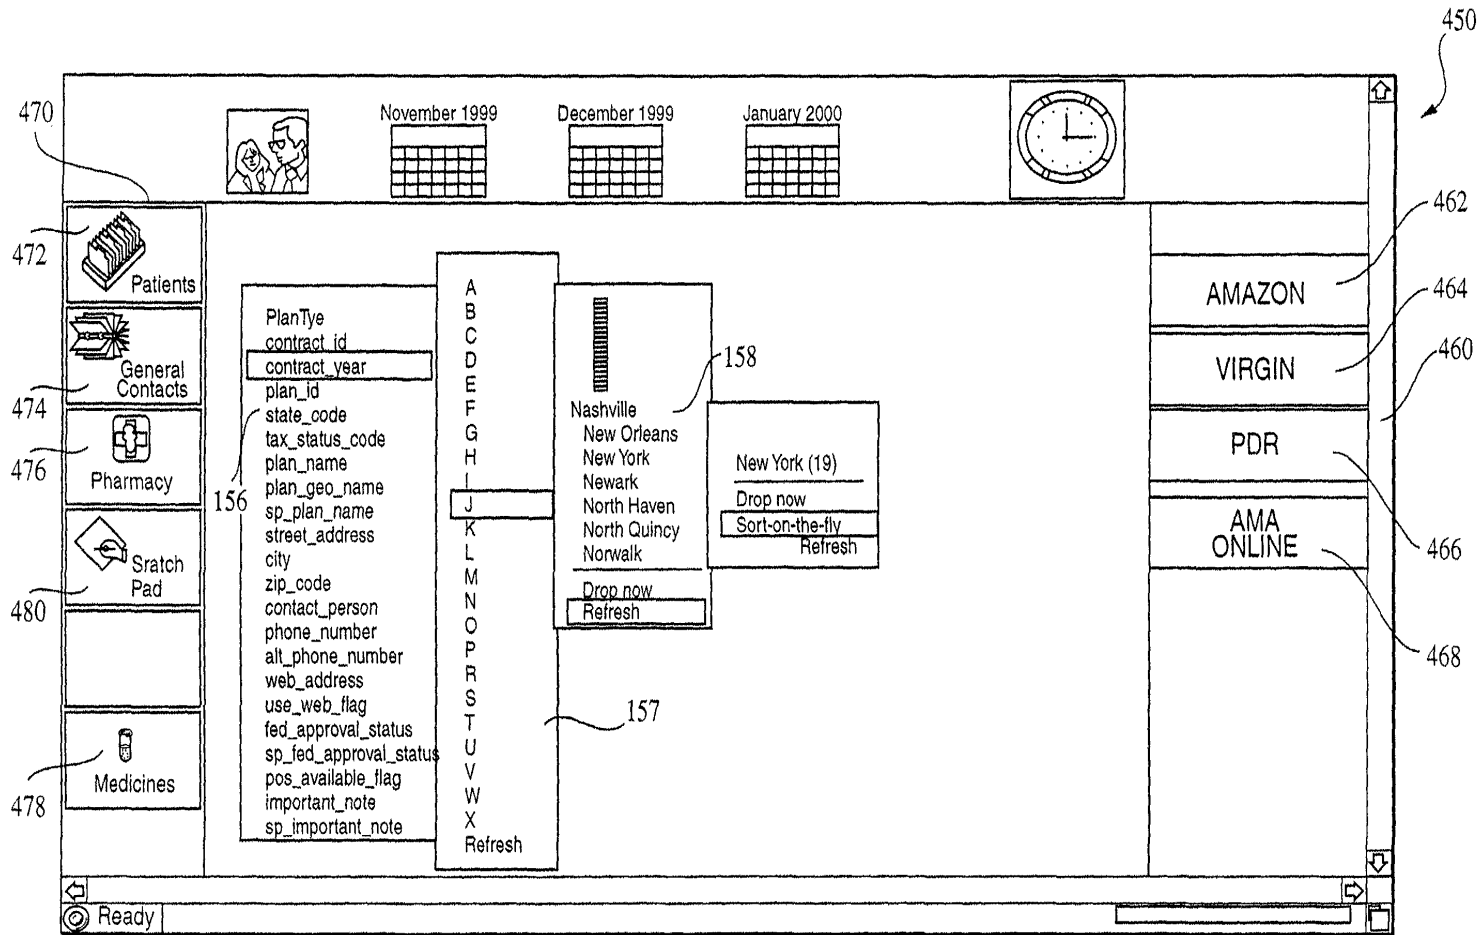 450
470
November 1999
December 1999
January 2000
472
Patients
474
General
Contacts
476
Pharmacy
480
Sratch
Pad
478
Medicines
156
PlanTye
contract_id
contract_year
plan_id
state_code
tax_status_code
plan_name
plan_geo_name
sp_plan_name
street_address
city
zip_code
contact_person
phone_number
alt_phone_number
web_address
use_web_flag
fed_approval_status
sp_fed_approval_status
pos_available_flag
important_note
sp_important_note
A
B
C
D
E
F
G
H
I
J
K
L
M
N
O
P
R
S
T
U
V
W
X
Refresh
157
158
Nashville
New Orleans
New York
Newark
North Haven
North Quincy
Norwalk
Drop now
Refresh
New York (19)
Drop now
Sort-on-the-fly
Refresh
462
AMAZON
464
VIRGIN
460
PDR
466
AMA
ONLINE
468
Ready